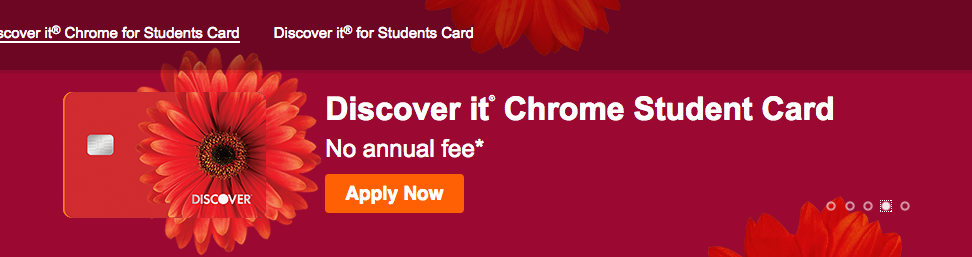 scover it® Chrome for Students Card
Discover it® for Students Card
Discover it® Chrome Student Card
No annual fee*
Apply Now
DISCOVER